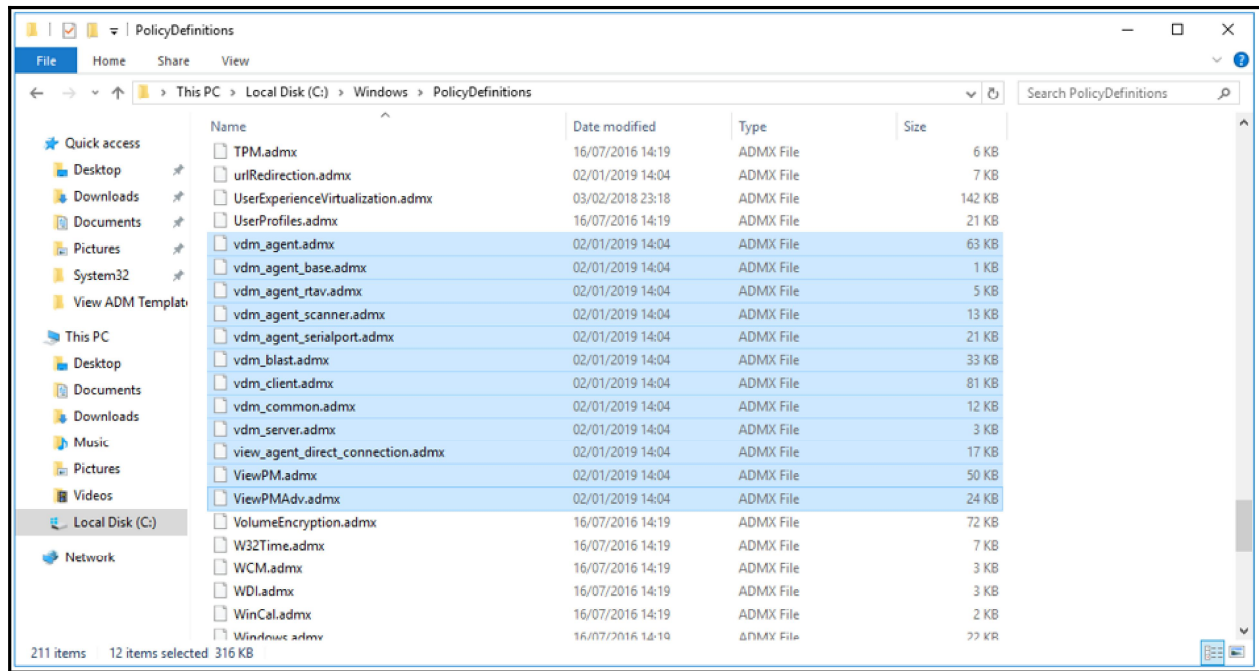 PolicyDefinitions
File Home Share View
This PC > Local Disk (C:) > Windows > PolicyDefinitions Search PolicyDefinitions
Name Date modified Type Size
Quick access
Desktop
Downloads
Documents
Pictures
System32
View ADM Templat
This PC
Desktop
Documents
Downloads
Music
Pictures
Videos
Local Disk (C:)
Network
TPM.admx 16/07/2016 14:19 ADMX File 6 KB
urlRedirection.admx 02/01/2019 14:04 ADMX File 7 KB
UserExperienceVirtualization.admx 03/02/2018 23:18 ADMX File 142 KB
UserProfiles.admx 16/07/2016 14:19 ADMX File 21 KB
vdm_agent.admx 02/01/2019 14:04 ADMX File 63 KB
vdm_agent_base.admx 02/01/2019 14:04 ADMX File 1 KB
vdm_agent_rtav.admx 02/01/2019 14:04 ADMX File 5 KB
vdm_agent_scanner.admx 02/01/2019 14:04 ADMX File 13 KB
vdm_agent_serialport.admx 02/01/2019 14:04 ADMX File 21 KB
vdm_blast.admx 02/01/2019 14:04 ADMX File 33 KB
vdm_client.admx 02/01/2019 14:04 ADMX File 81 KB
vdm_common.admx 02/01/2019 14:04 ADMX File 12 KB
vdm_server.admx 02/01/2019 14:04 ADMX File 3 KB
view_agent_direct_connection.admx 02/01/2019 14:04 ADMX File 17 KB
ViewPM.admx 02/01/2019 14:04 ADMX File 50 KB
ViewPMAdv.admx 02/01/2019 14:04 ADMX File 24 KB
VolumeEncryption.admx 16/07/2016 14:19 ADMX File 72 KB
W32Time.admx 16/07/2016 14:19 ADMX File 7 KB
WCM.admx 16/07/2016 14:19 ADMX File 3 KB
WDI.admx 16/07/2016 14:19 ADMX File 3 KB
WinCal.admx 16/07/2016 14:19 ADMX File 2 KB
Windows.admx 16/07/2016 14:19 ADMX File 22 KB
211 items 12 items selected 316 KB